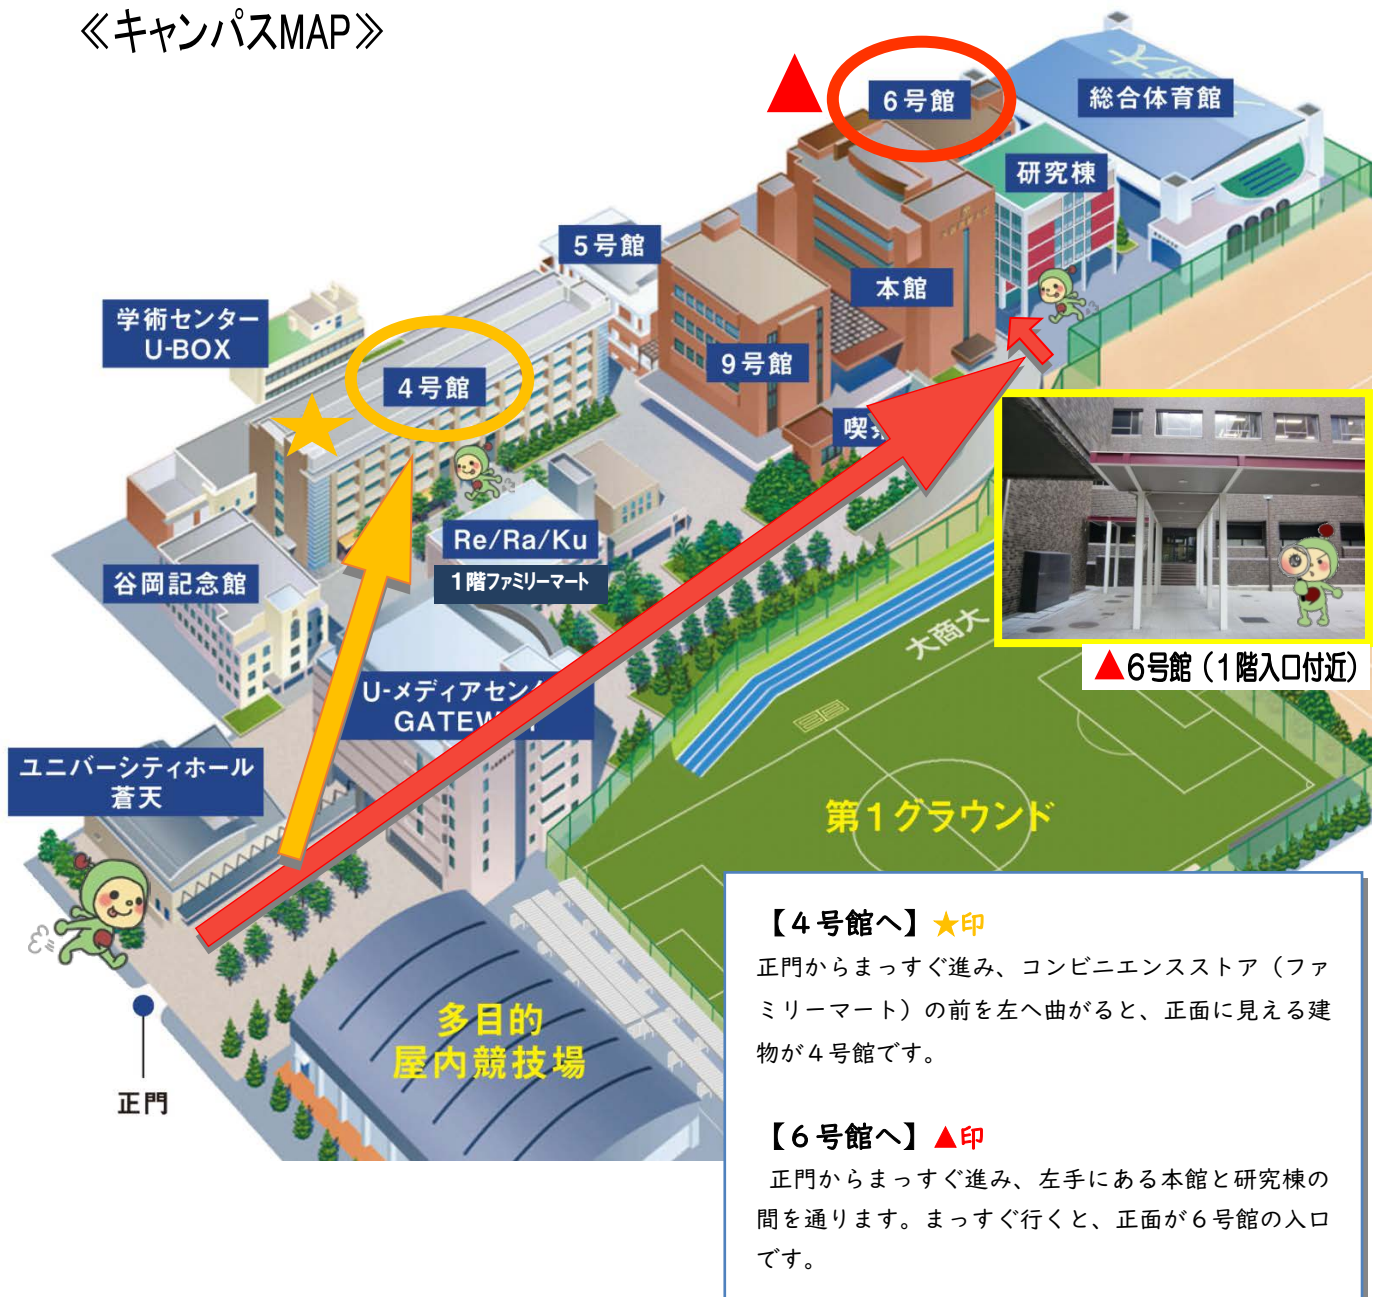 ≪キャンパスMAP≫
6号館
総合体育館
研究棟
5号館
本館
学術センター
U-BOX
9号館
4号館
喫
Re/Ra/Ku
1階ファミリーマート
谷岡記念館
大商大
▲6号館（1階入口付近）
U-メディアセン
GATEW
ユニバーシティホール
蒼天
第1グラウンド
多目的
屋内競技場
正門
【４号館へ】★印
正門からまっすぐ進み、コンビニエンスストア（ファ
ミリーマート）の前を左へ曲がると、正面に見える建
物が４号館です。
【６号館へ】▲印
正門からまっすぐ進み、左手にある本館と研究棟の
間を通ります。まっすぐ行くと、正面が６号館の入口
です。